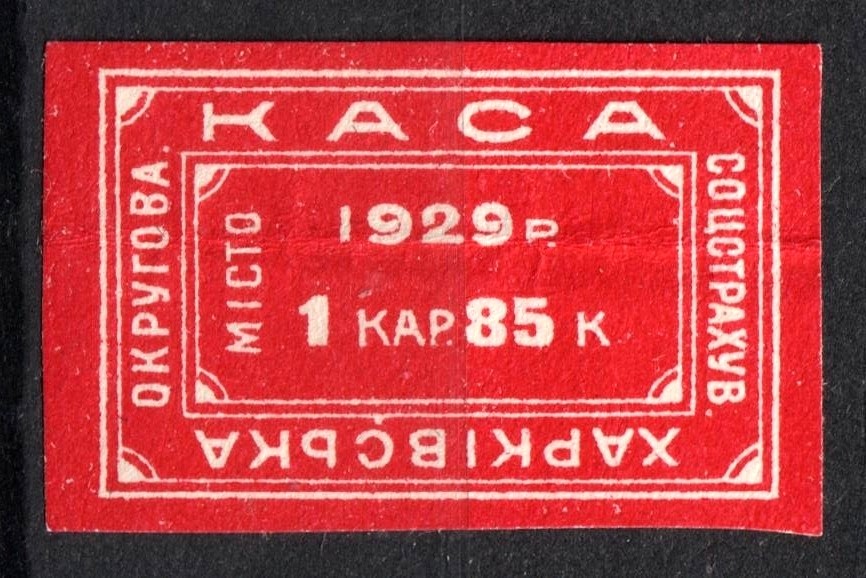 ХАРКІВСЬКА
ОКРУГОВА.
КАСА
СОЦСТРАХУВ.
МІСТО
1929 р.
1 КАР. 85 К